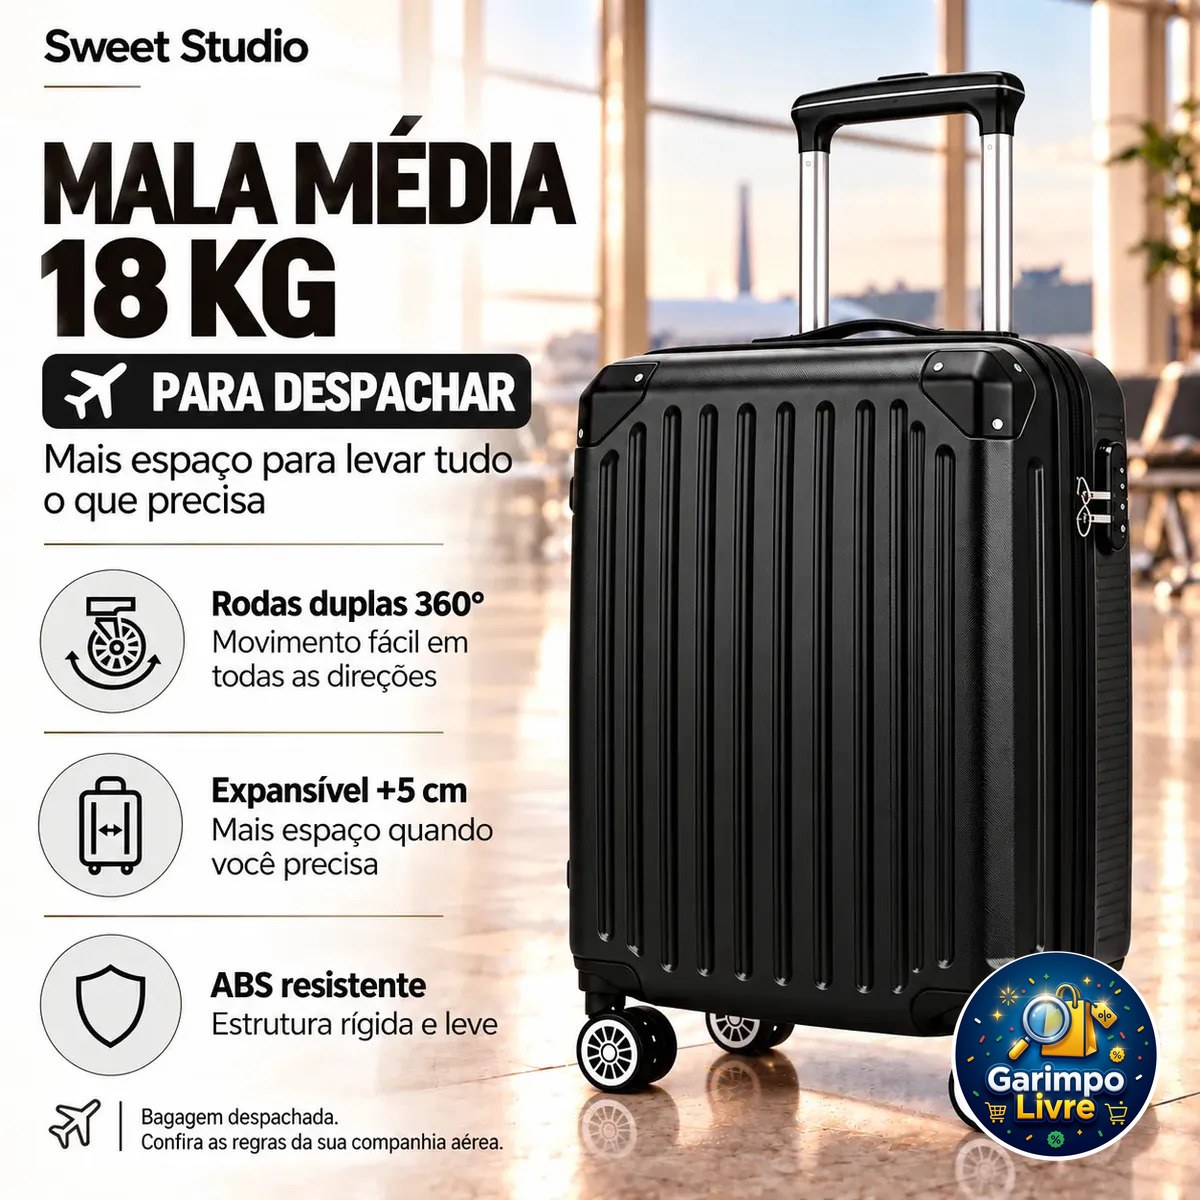 Sweet Studio
MALA MÉDIA
18 KG
PARA DESPACHAR
Mais espaço para levar tudo
o que precisa
Rodas duplas 360°
Movimento fácil em
todas as direções
Expansível +5 cm
Mais espaço quando
você precisa
ABS resistente
Estrutura rígida e leve
Bagagem despachada.
Confira as regras da sua companhia aérea.
%
%
Garimpo
Livre
%